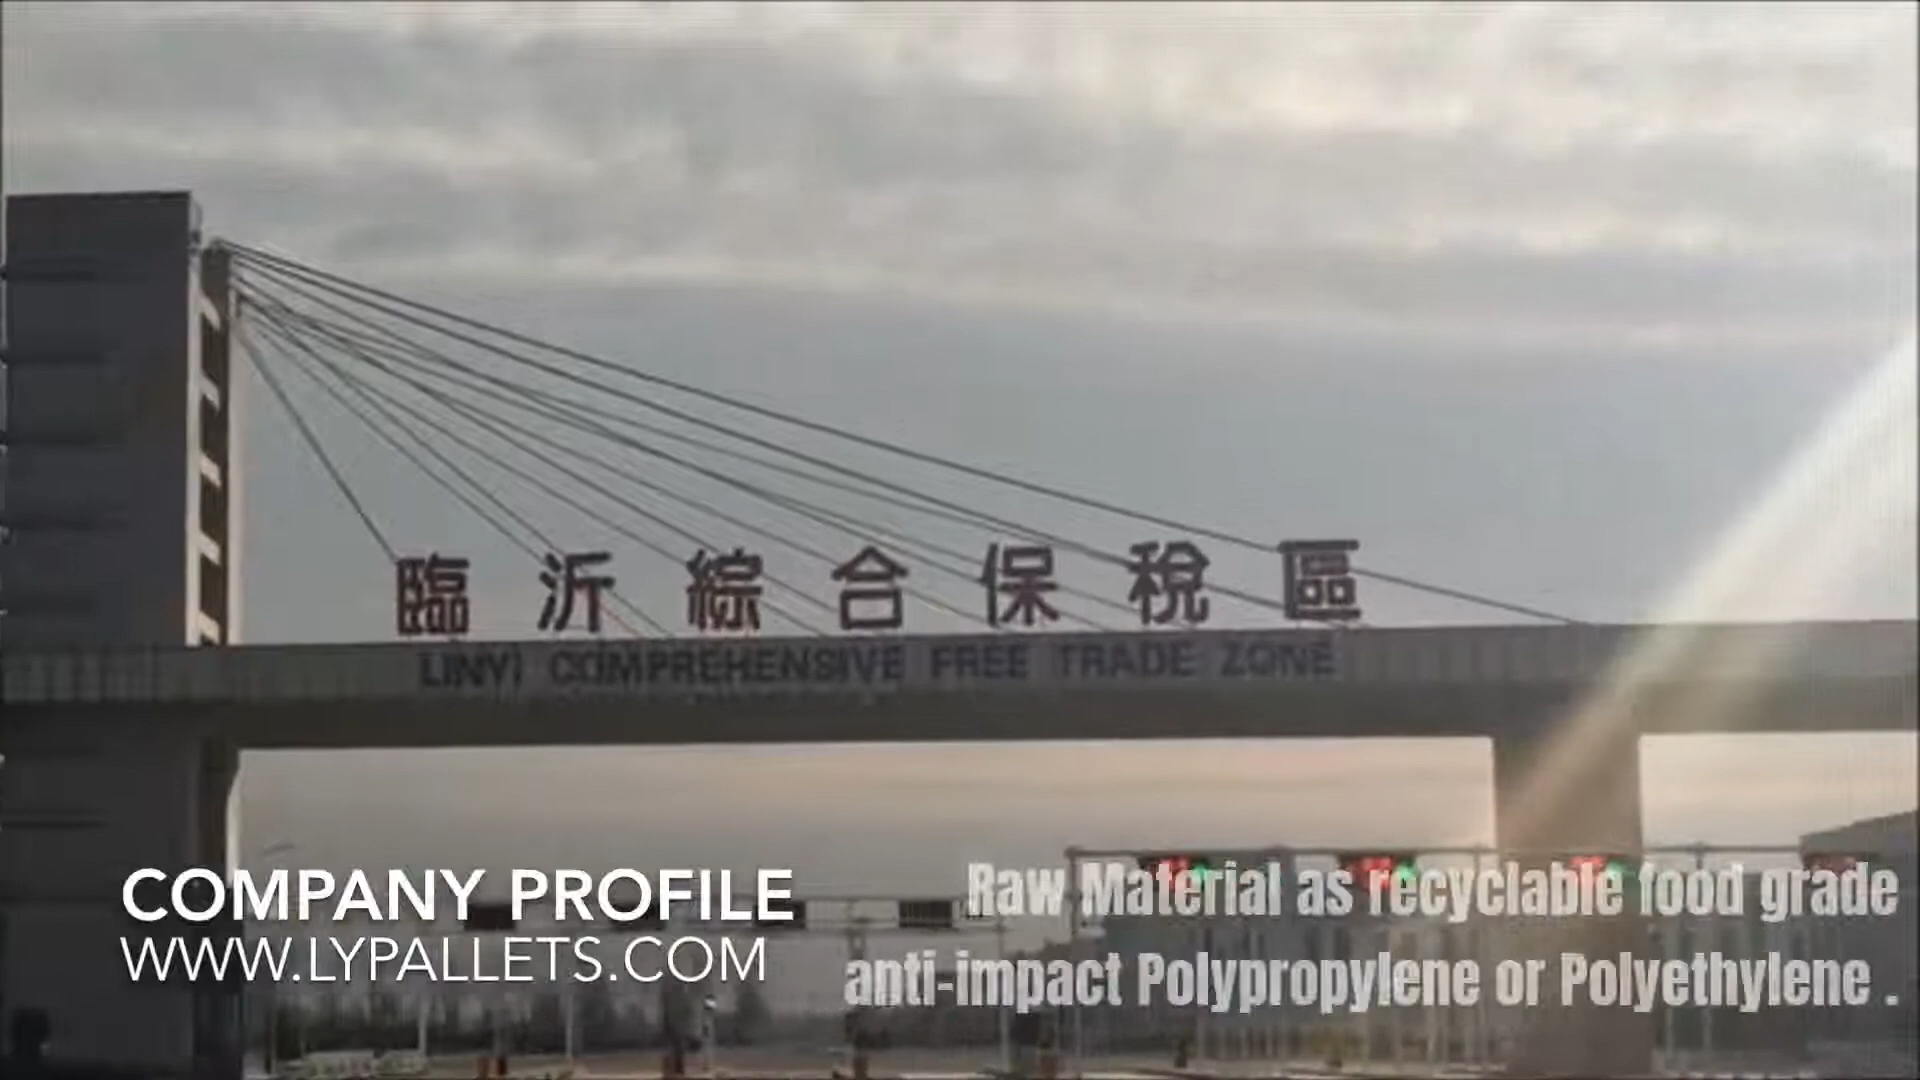 臨沂綜合保稅區
LINYI COMPREHENSIVE FREE TRADE ZONE
COMPANY PROFILE
WWW.LYPALLETS.COM
Raw Material as recyclable food grade
anti-impact Polypropylene or Polyethylene .